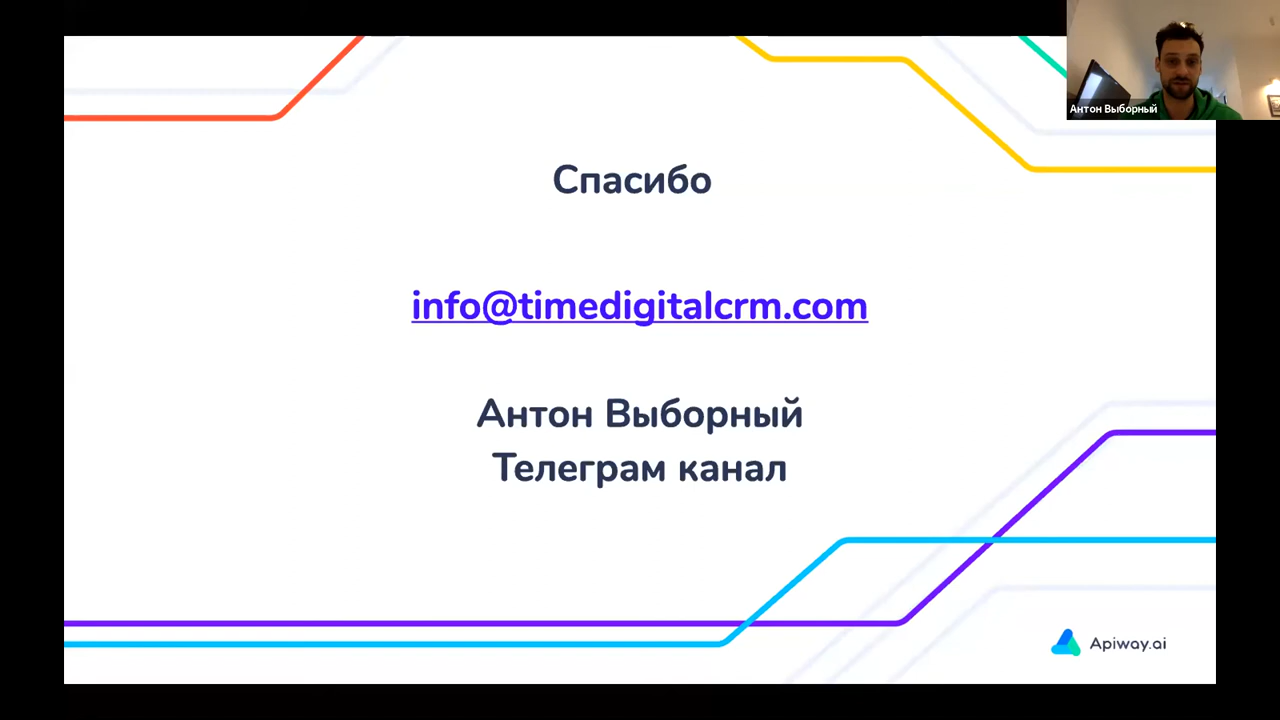 Антон Выборный
Спасибо
info@timedigitalcrm.com
Антон Выборный
Телеграм канал
Apiway.ai